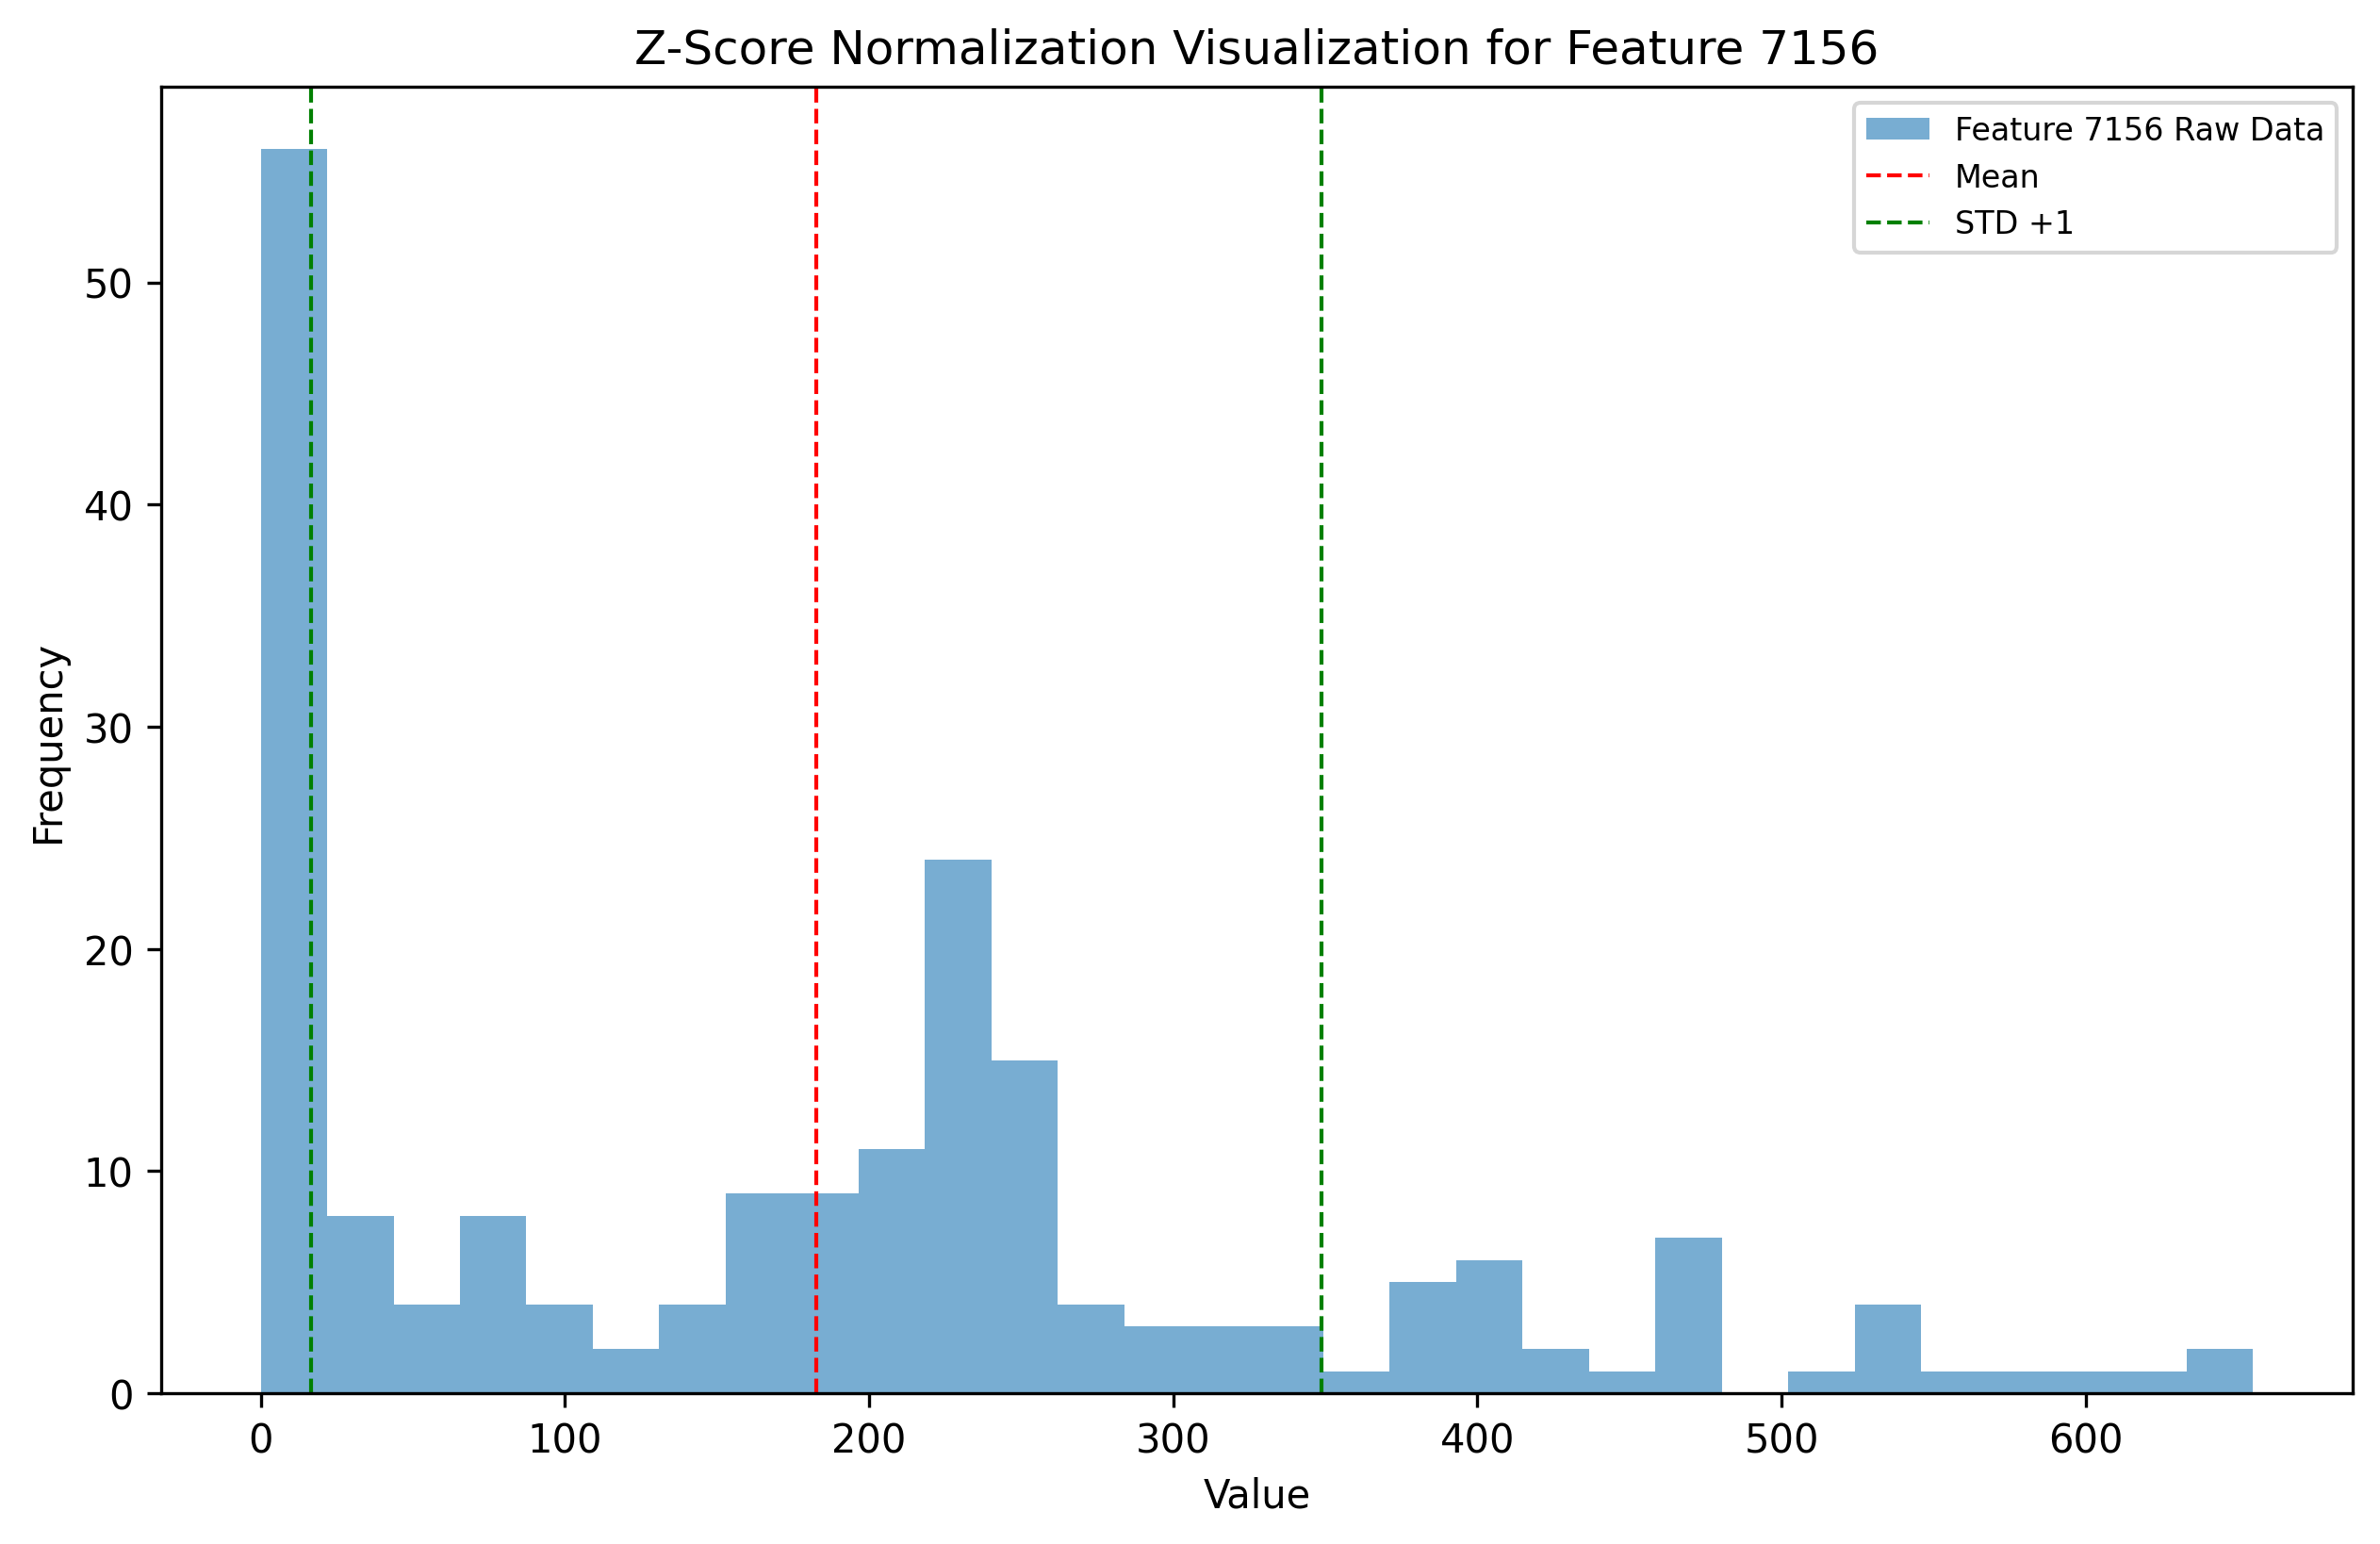 Z-Score Normalization Visualization for Feature 7156
Feature 7156 Raw Data
Mean
STD +1
Frequency
50
40
30
20
10
0
0 100 200 300 400 500 600
Value